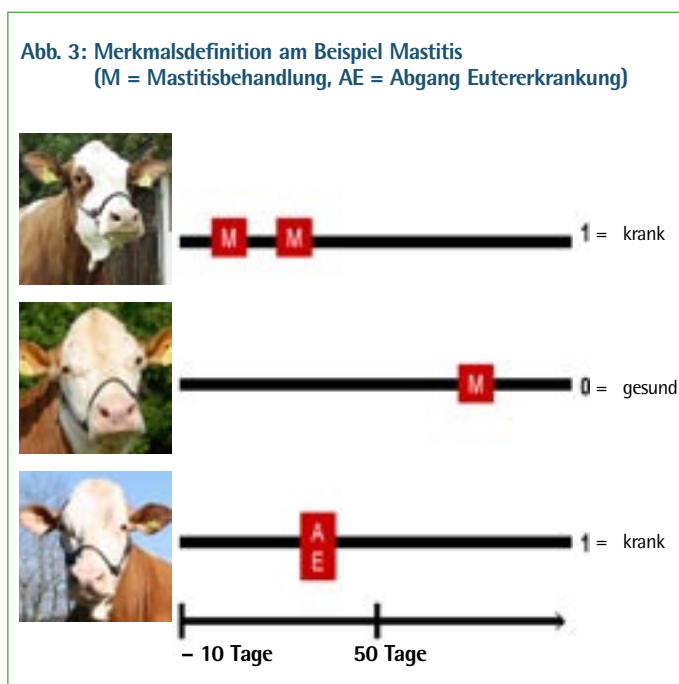 Abb. 3: Merkmalsdefinition am Beispiel Mastitis
(M = Mastitisbehandlung, AE = Abgang Eutererkrankung)
M M 1 = krank
M 0 = gesund
A
E 1 = krank
– 10 Tage 50 Tage